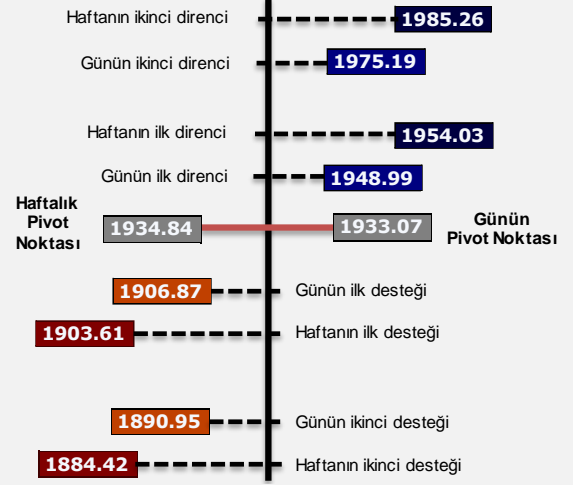 Haftanın ikinci direnci 1985.26
Günün ikinci direnci 1975.19
Haftanın ilk direnci 1954.03
Günün ilk direnci 1948.99
Haftalık
Pivot
Noktası
1934.84 1933.07
Günün
Pivot Noktası
1906.87 Günün ilk desteği
1903.61 Haftanın ilk desteği
1890.95 Günün ikinci desteği
1884.42 Haftanın ikinci desteği